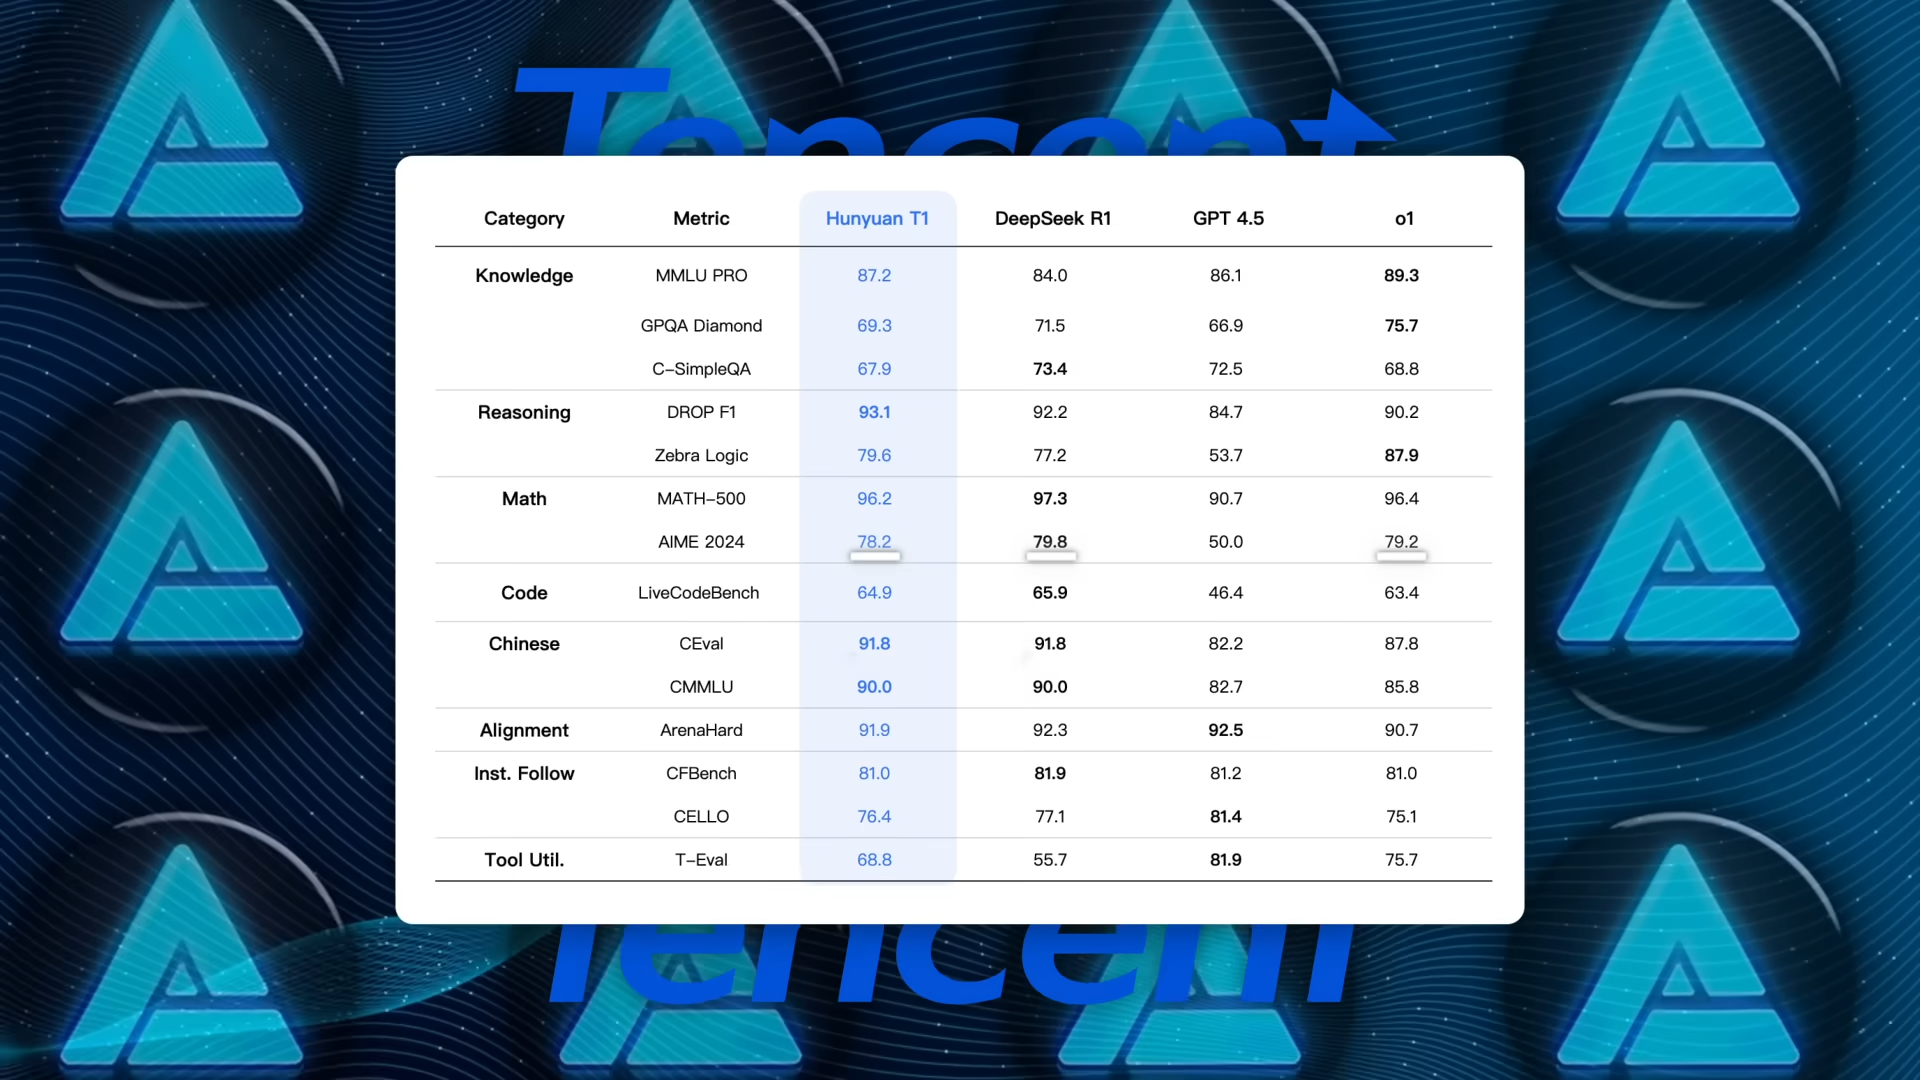 Tencent
Category Metric Hunyuan T1 DeepSeek R1 GPT 4.5 o1
Knowledge MMLU PRO 87.2 84.0 86.1 89.3
GPQA Diamond 69.3 71.5 66.9 75.7
C-SimpleQA 67.9 73.4 72.5 68.8
Reasoning DROP F1 93.1 92.2 84.7 90.2
Zebra Logic 79.6 77.2 53.7 87.9
Math MATH-500 96.2 97.3 90.7 96.4
AIME 2024 78.2 79.8 50.0 79.2
Code LiveCodeBench 64.9 65.9 46.4 63.4
Chinese CEval 91.8 91.8 82.2 87.8
CMMLU 90.0 90.0 82.7 85.8
Alignment ArenaHard 91.9 92.3 92.5 90.7
Inst. Follow CFBench 81.0 81.9 81.2 81.0
CELLO 76.4 77.1 81.4 75.1
Tool Util. T-Eval 68.8 55.7 81.9 75.7
Tencent